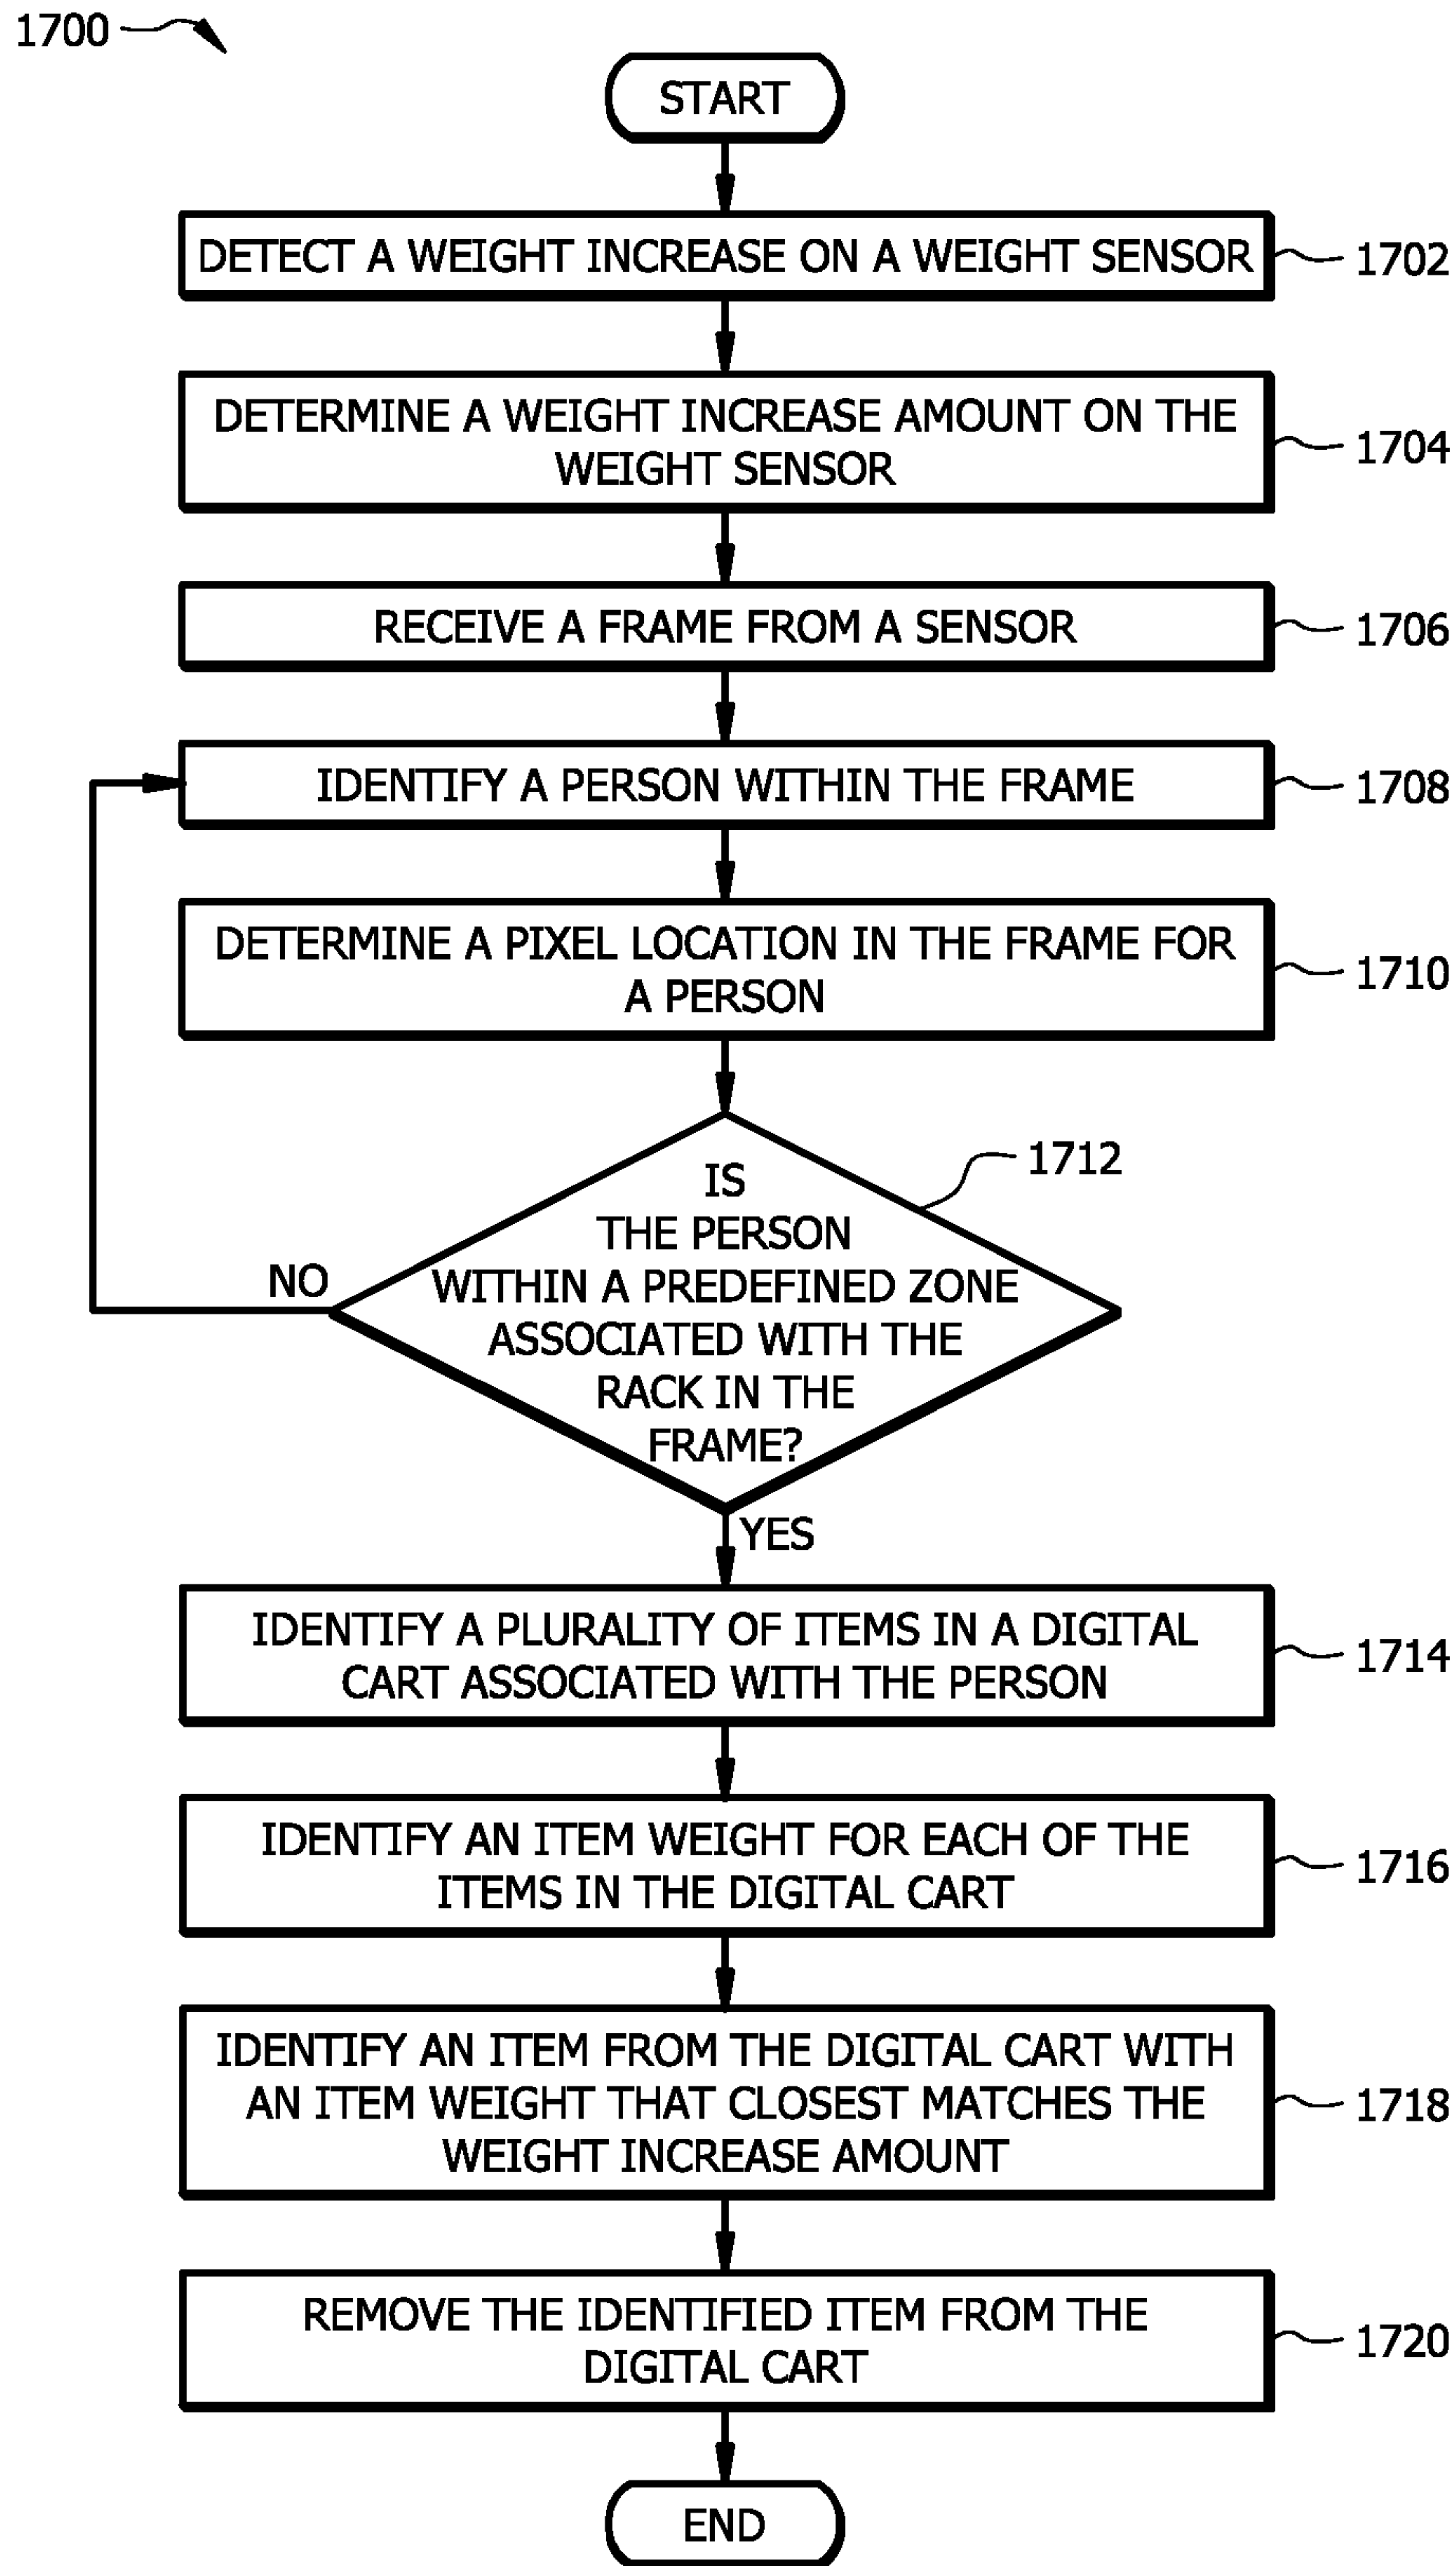 1700
START
DETECT A WEIGHT INCREASE ON A WEIGHT SENSOR
1702
DETERMINE A WEIGHT INCREASE AMOUNT ON THE
WEIGHT SENSOR
1704
RECEIVE A FRAME FROM A SENSOR
1706
IDENTIFY A PERSON WITHIN THE FRAME
1708
DETERMINE A PIXEL LOCATION IN THE FRAME FOR
A PERSON
1710
1712
IS
THE PERSON
WITHIN A PREDEFINED ZONE
ASSOCIATED WITH THE
RACK IN THE
FRAME?
NO
YES
IDENTIFY A PLURALITY OF ITEMS IN A DIGITAL
CART ASSOCIATED WITH THE PERSON
1714
IDENTIFY AN ITEM WEIGHT FOR EACH OF THE
ITEMS IN THE DIGITAL CART
1716
IDENTIFY AN ITEM FROM THE DIGITAL CART WITH
AN ITEM WEIGHT THAT CLOSEST MATCHES THE
WEIGHT INCREASE AMOUNT
1718
REMOVE THE IDENTIFIED ITEM FROM THE
DIGITAL CART
1720
END